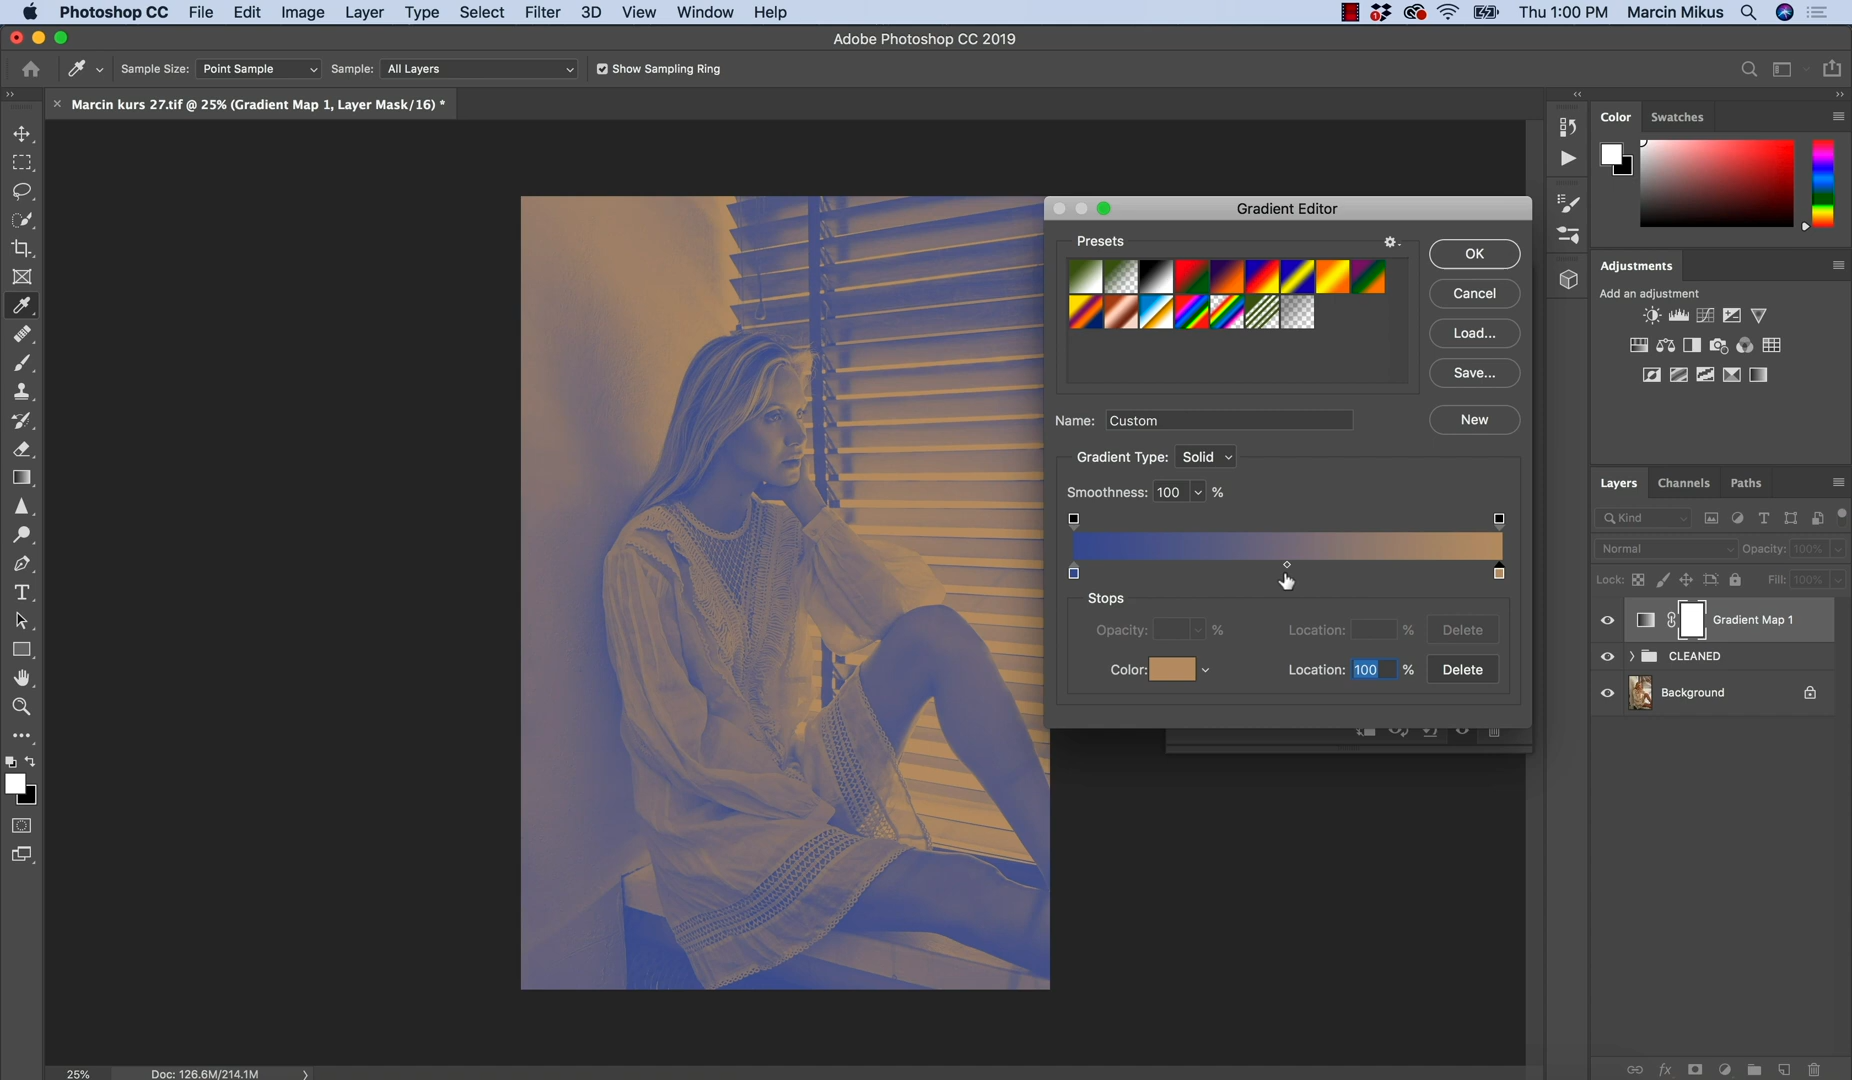 Photoshop CC File Edit Image Layer Type Select Filter 3D View Window Help Thu 1:00 PM Marcin Mikus
Adobe Photoshop CC 2019
Sample Size: Point Sample Sample: All Layers Show Sampling Ring
Marcin kurs 27.tif @ 25% (Gradient Map 1, Layer Mask/16) *
Color Swatches
Gradient Editor
Presets
OK
Cancel
Load...
Save...
Name: Custom
New
Gradient Type: Solid
Smoothness: 100 %
Stops
Opacity: % Location: % Delete
Color: Location: 100 % Delete
Adjustments
Add an adjustment
Layers Channels Paths
Kind
Normal Opacity: 100%
Lock: Fill: 100%
Gradient Map 1
CLEANED
Background
25% Doc: 126.6M/214.1M